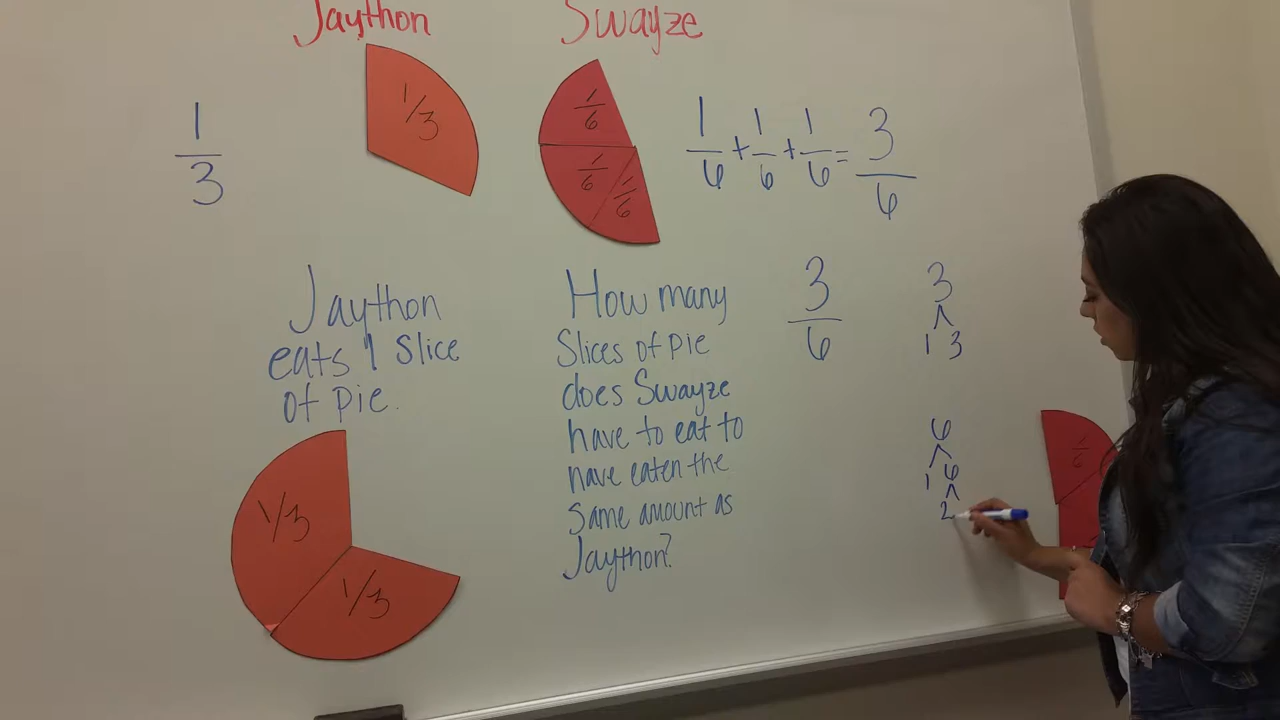 Jaython
Swayze
1/3
1/3
1/6
1/6
1/6
1/6 + 1/6 + 1/6 = 3/6
Jaython
eats 1 Slice
of pie.
How many
Slices of pie
does Swayze
have to eat to
have eaten the
same amount as
Jaython?
3/6
3
1 3
6
1 6
2
1/3
1/3
1/6